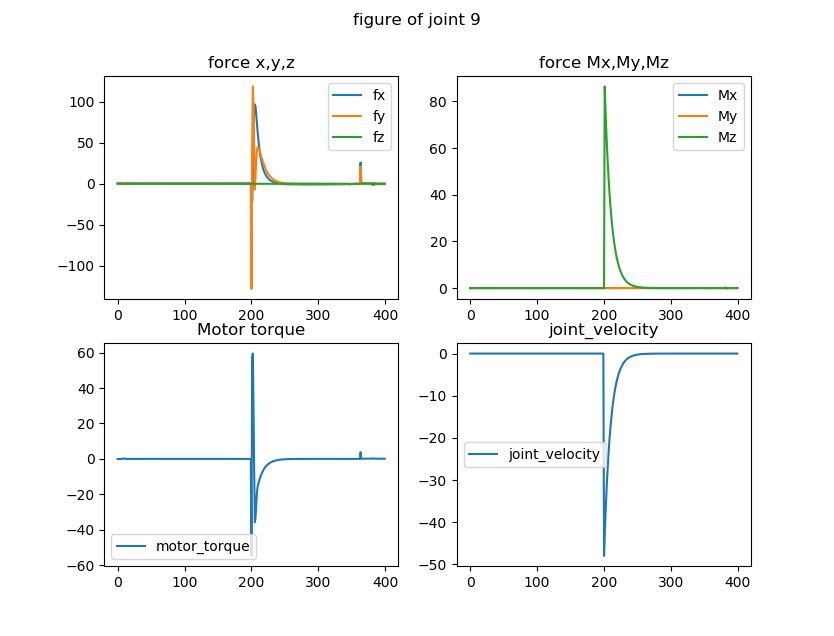 figure of joint 9
force x,y,z
100
50
0
−50
−100
0 100 200 300 400
fx
fy
fz
force Mx,My,Mz
80
60
40
20
0
0 100 200 300 400
Mx
My
Mz
Motor torque
60
40
20
0
−20
−40
−60
0 100 200 300 400
motor_torque
joint_velocity
0
−10
−20
−30
−40
−50
0 100 200 300 400
joint_velocity